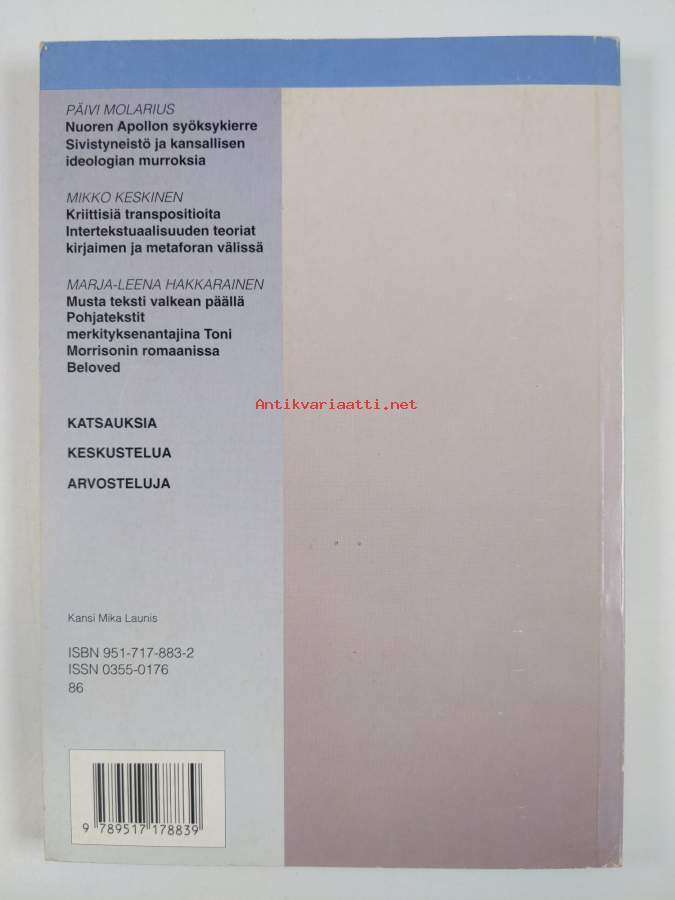 PÄIVI MOLARIUS
Nuoren Apollon syöksykierre
Sivistyneistö ja kansallisen
ideologian murroksia
MIKKO KESKINEN
Kriittisiä transpositioita
Intertekstuaalisuuden teoriat
kirjaimen ja metaforan välissä
MARJA-LEENA HAKKARAINEN
Musta teksti valkean päällä
Pohjatekstit
merkityksenantajina Toni
Morrisonin romaanissa
Beloved
Antikvariaatti.net
KATSAUKSIA
KESKUSTELUA
ARVOSTELUJA
Kansi Mika Launis
ISBN 951-717-883-2
ISSN 0355-0176
86
9 789517 178839